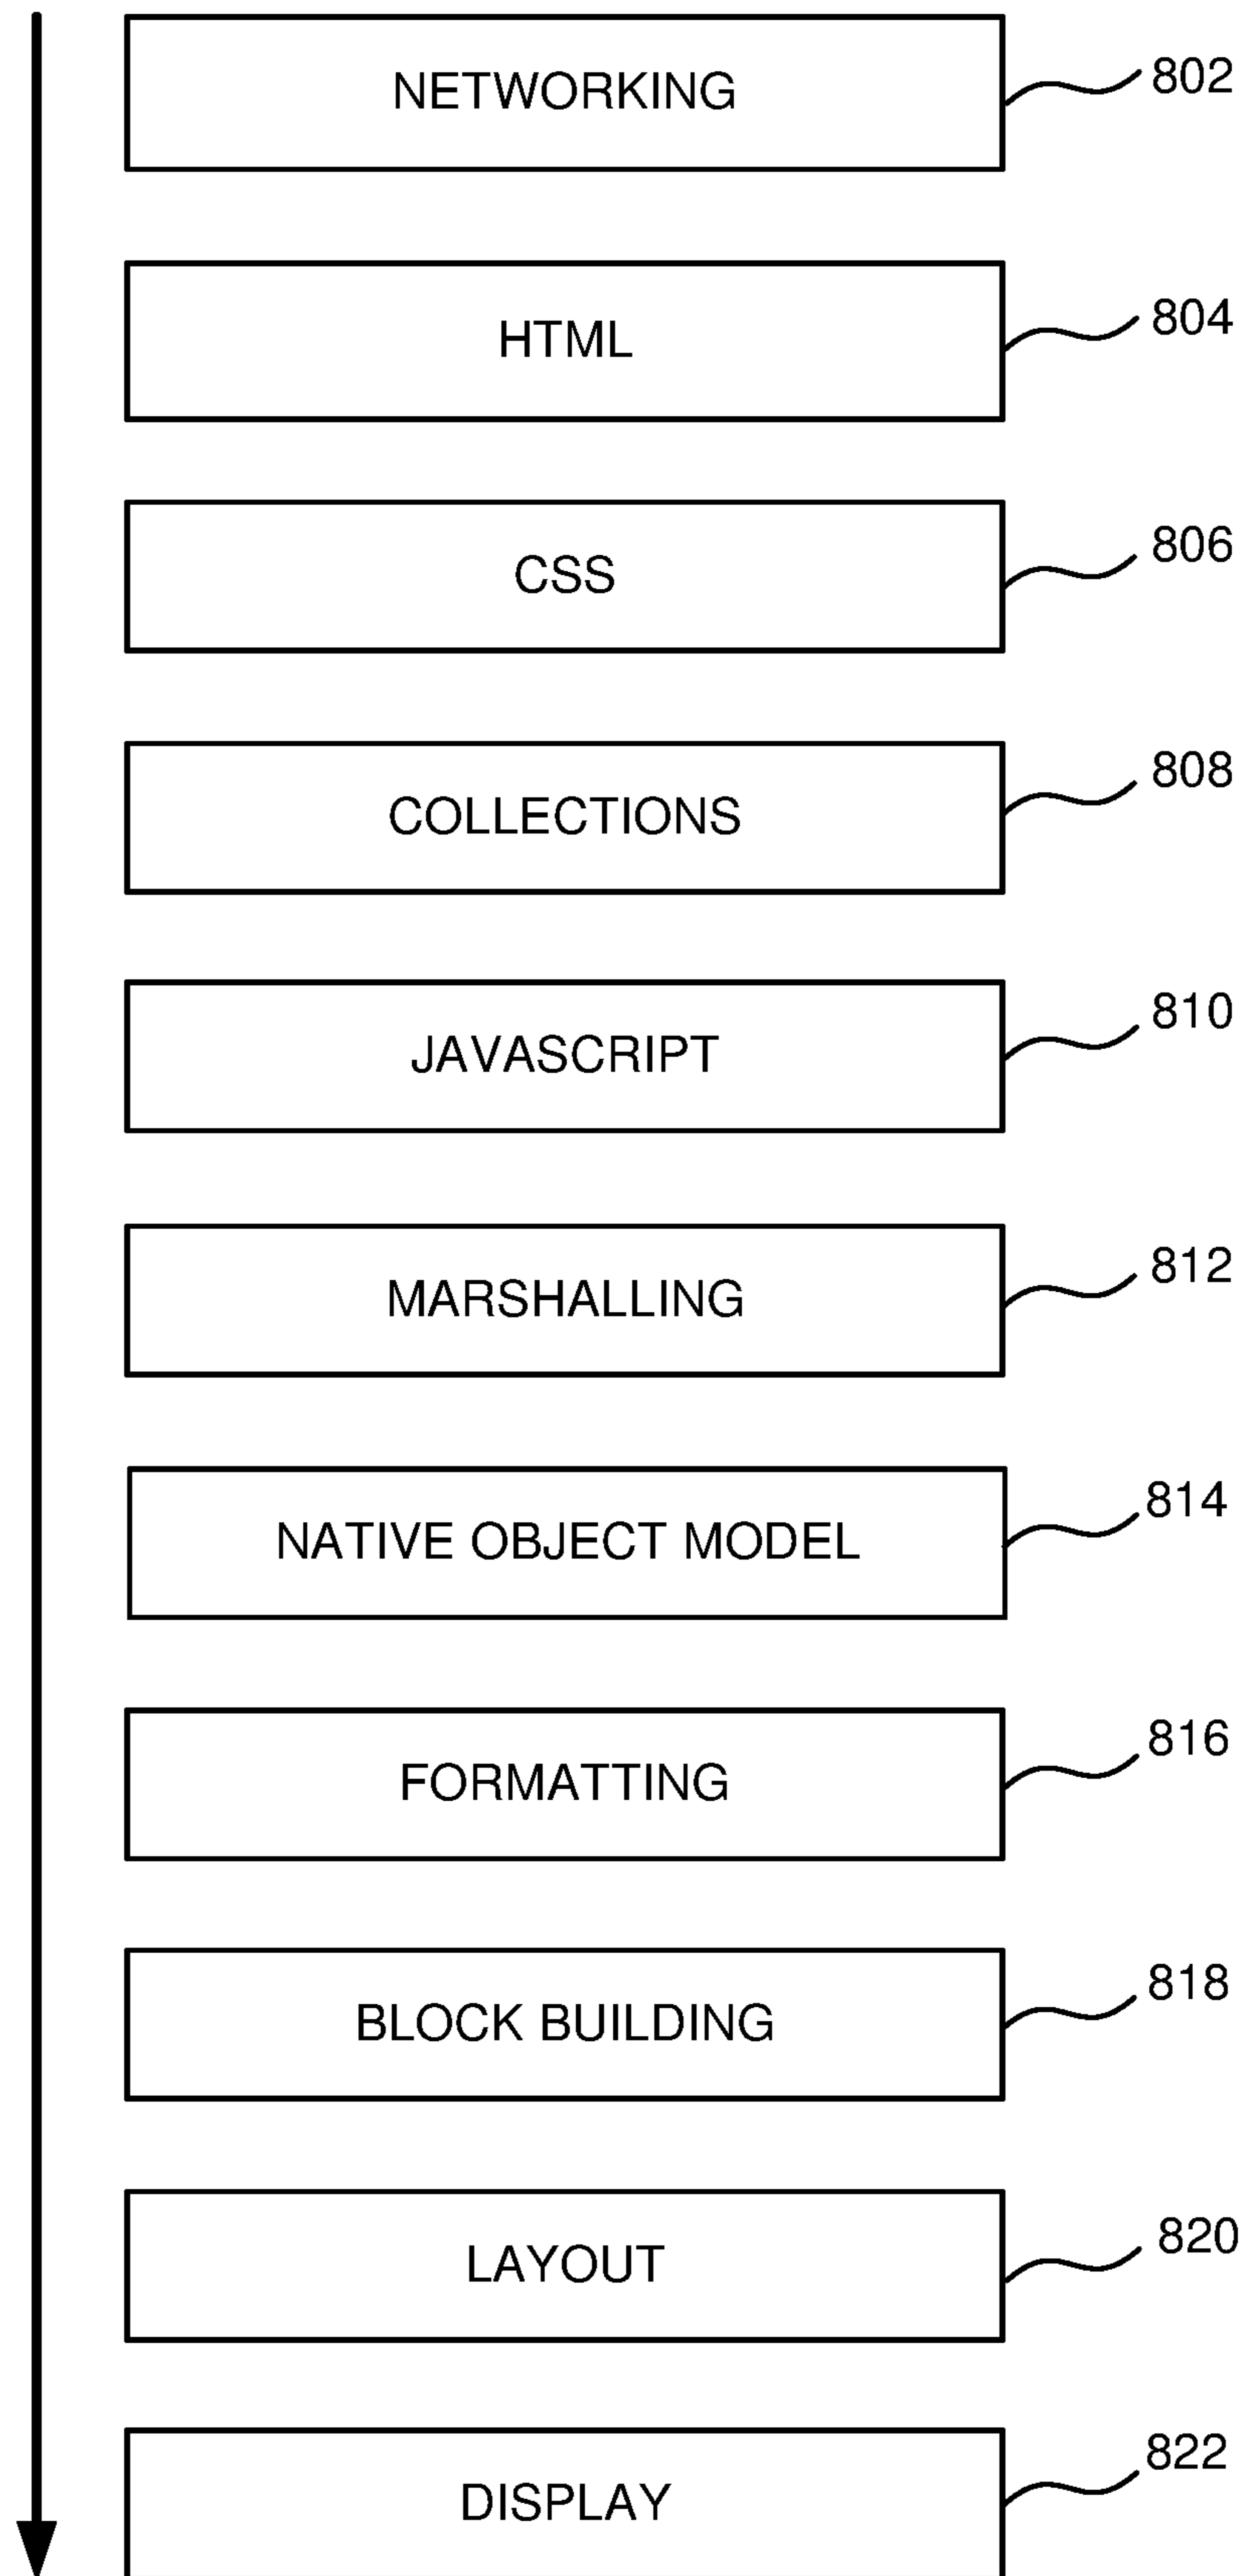 NETWORKING 802
HTML 804
CSS 806
COLLECTIONS 808
JAVASCRIPT 810
MARSHALLING 812
NATIVE OBJECT MODEL 814
FORMATTING 816
BLOCK BUILDING 818
LAYOUT 820
DISPLAY 822